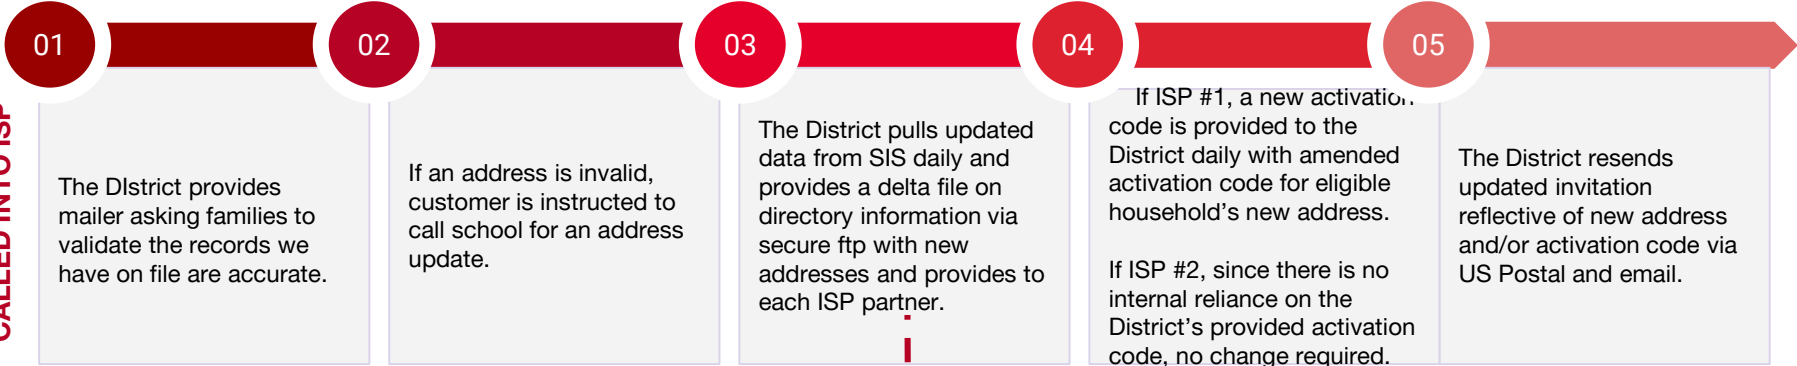 01
02
03
04
05
CALLED INTO ISP
The DIstrict provides
mailer asking families to
validate the records we
have on file are accurate.
If an address is invalid,
customer is instructed to
call school for an address
update.
The District pulls updated
data from SIS daily and
provides a delta file on
directory information via
secure ftp with new
addresses and provides to
each ISP partner.
If ISP #1, a new activation
code is provided to the
District daily with amended
activation code for eligible
household’s new address.
If ISP #2, since there is no
internal reliance on the
District’s provided activation
code, no change required.
The District resends
updated invitation
reflective of new address
and/or activation code via
US Postal and email.